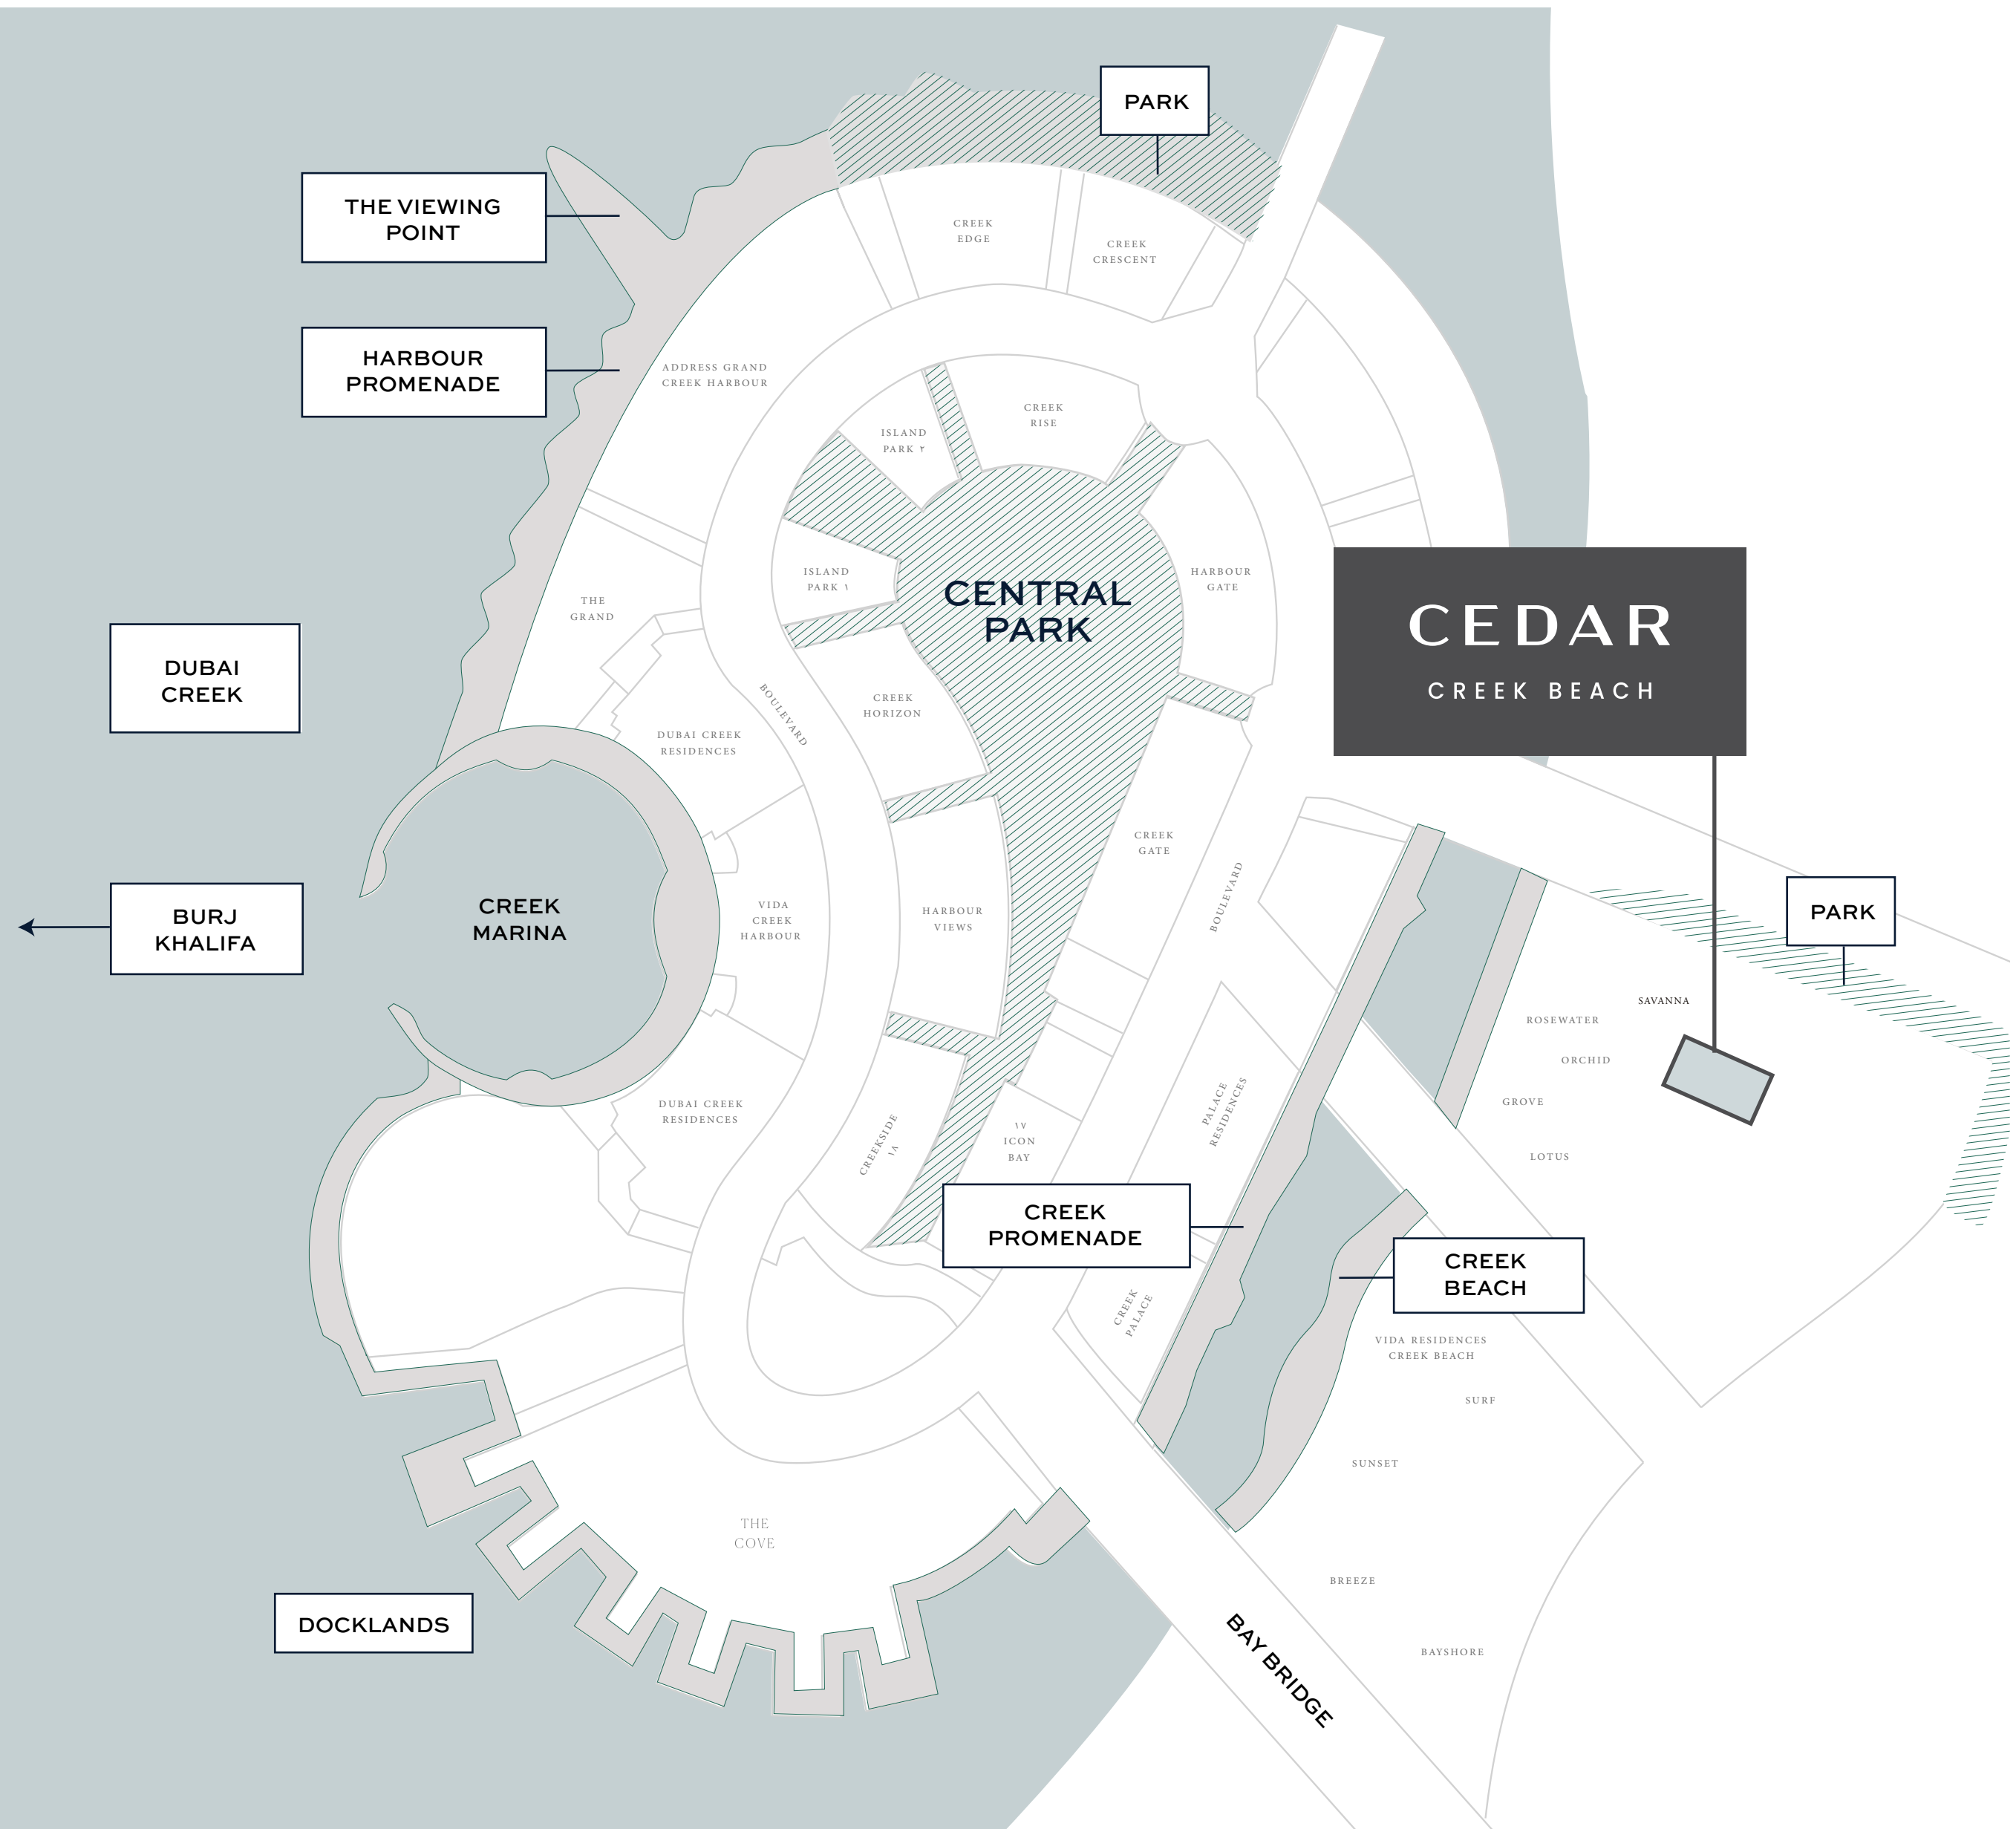 PARK
THE VIEWING
POINT
CREEK
EDGE
CREEK
CRESCENT
HARBOUR
PROMENADE
ADDRESS GRAND
CREEK HARBOUR
CREEK
RISE
ISLAND
PARK ٢
ISLAND
PARK ١
HARBOUR
GATE
CENTRAL
PARK
CEDAR
CREEK BEACH
THE
GRAND
DUBAI
CREEK
BOULEVARD
CREEK
HORIZON
DUBAI CREEK
RESIDENCES
CREEK
GATE
BOULEVARD
BURJ
KHALIFA
CREEK
MARINA
VIDA
CREEK
HARBOUR
HARBOUR
VIEWS
PARK
SAVANNA
ROSEWATER
ORCHID
GROVE
LOTUS
DUBAI CREEK
RESIDENCES
CREEKSIDE
١٨
١٧
ICON
BAY
PALACE
RESIDENCES
CREEK
PROMENADE
CREEK
BEACH
CREEK
PALACE
VIDA RESIDENCES
CREEK BEACH
SURF
SUNSET
THE
COVE
BREEZE
DOCKLANDS
BAY BRIDGE
BAYSHORE